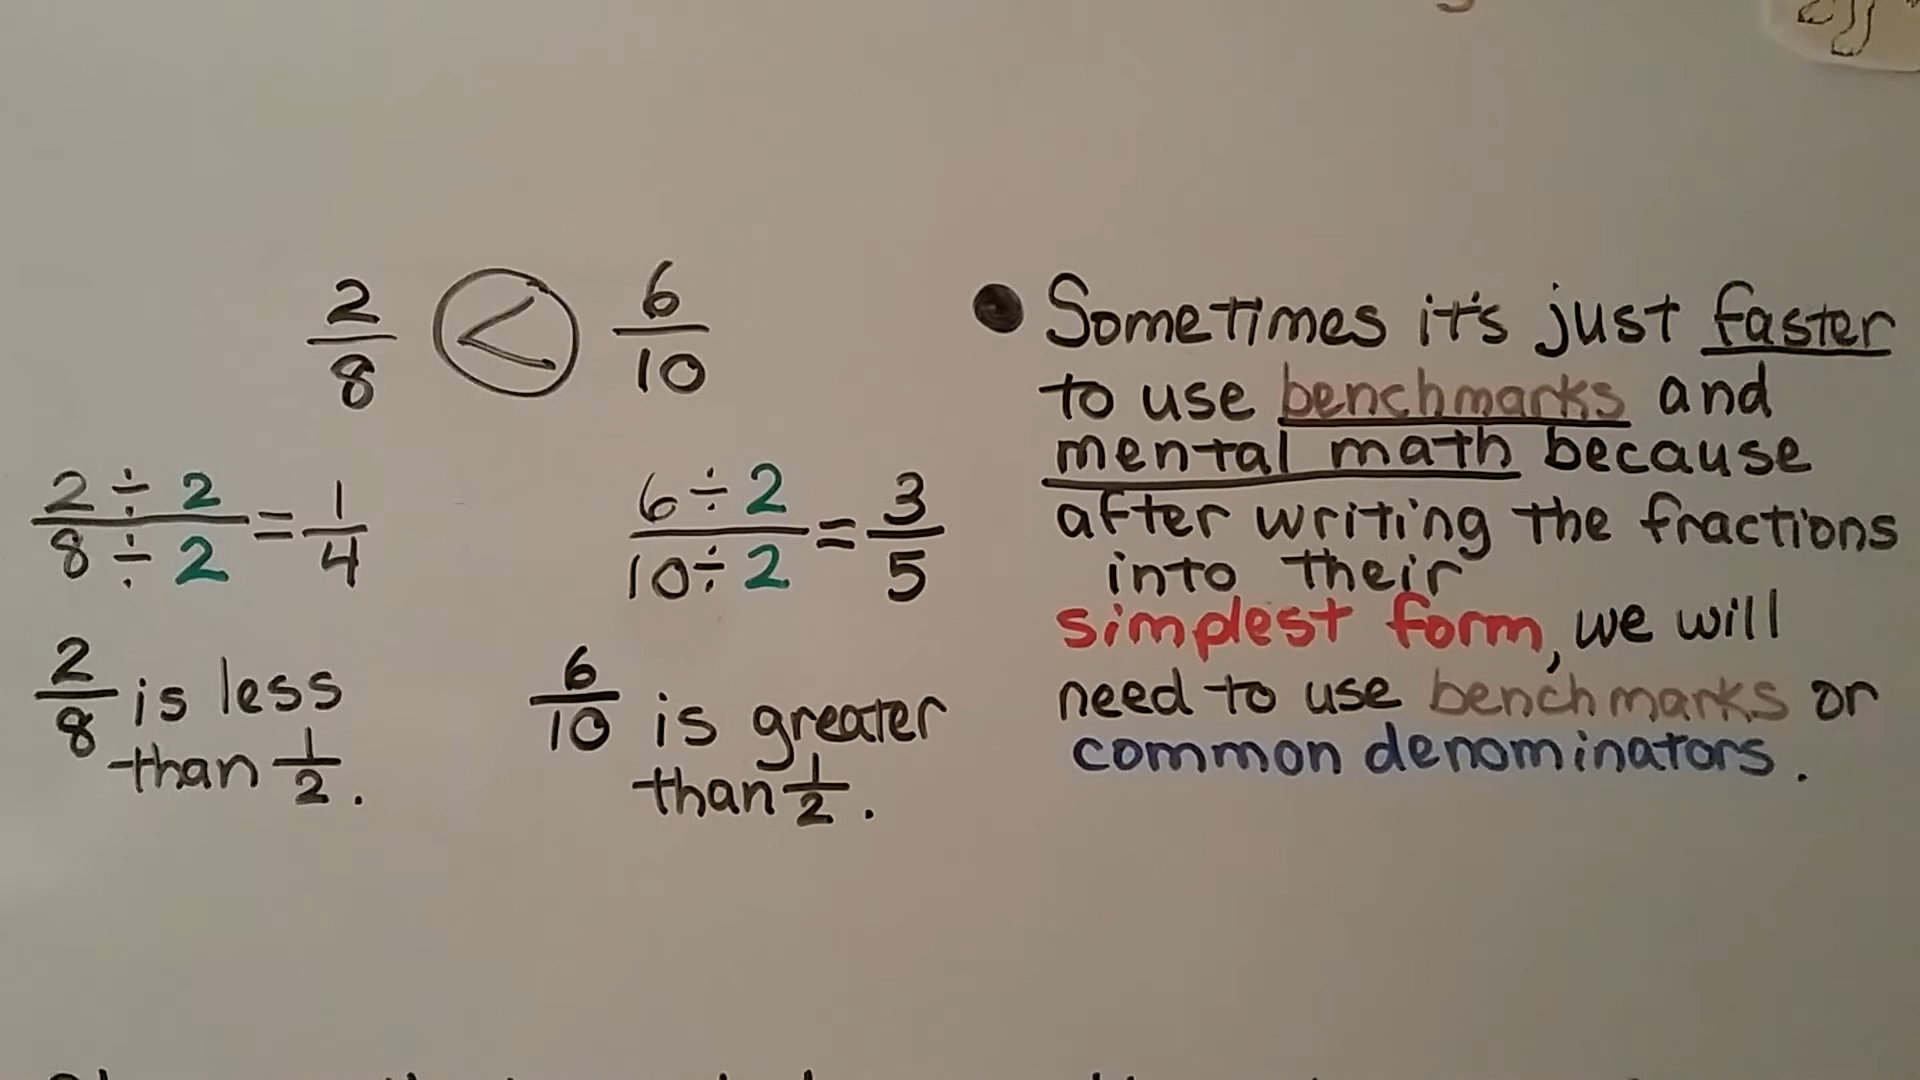 2/8 < 6/10
2 ÷ 2 / 8 ÷ 2 = 1/4
6 ÷ 2 / 10 ÷ 2 = 3/5
2/8 is less
than 1/2.
6/10 is greater
than 1/2.
● Sometimes it's just faster
to use benchmarks and
mental math because
after writing the fractions
into their
simplest form, we will
need to use benchmarks or
common denominators.